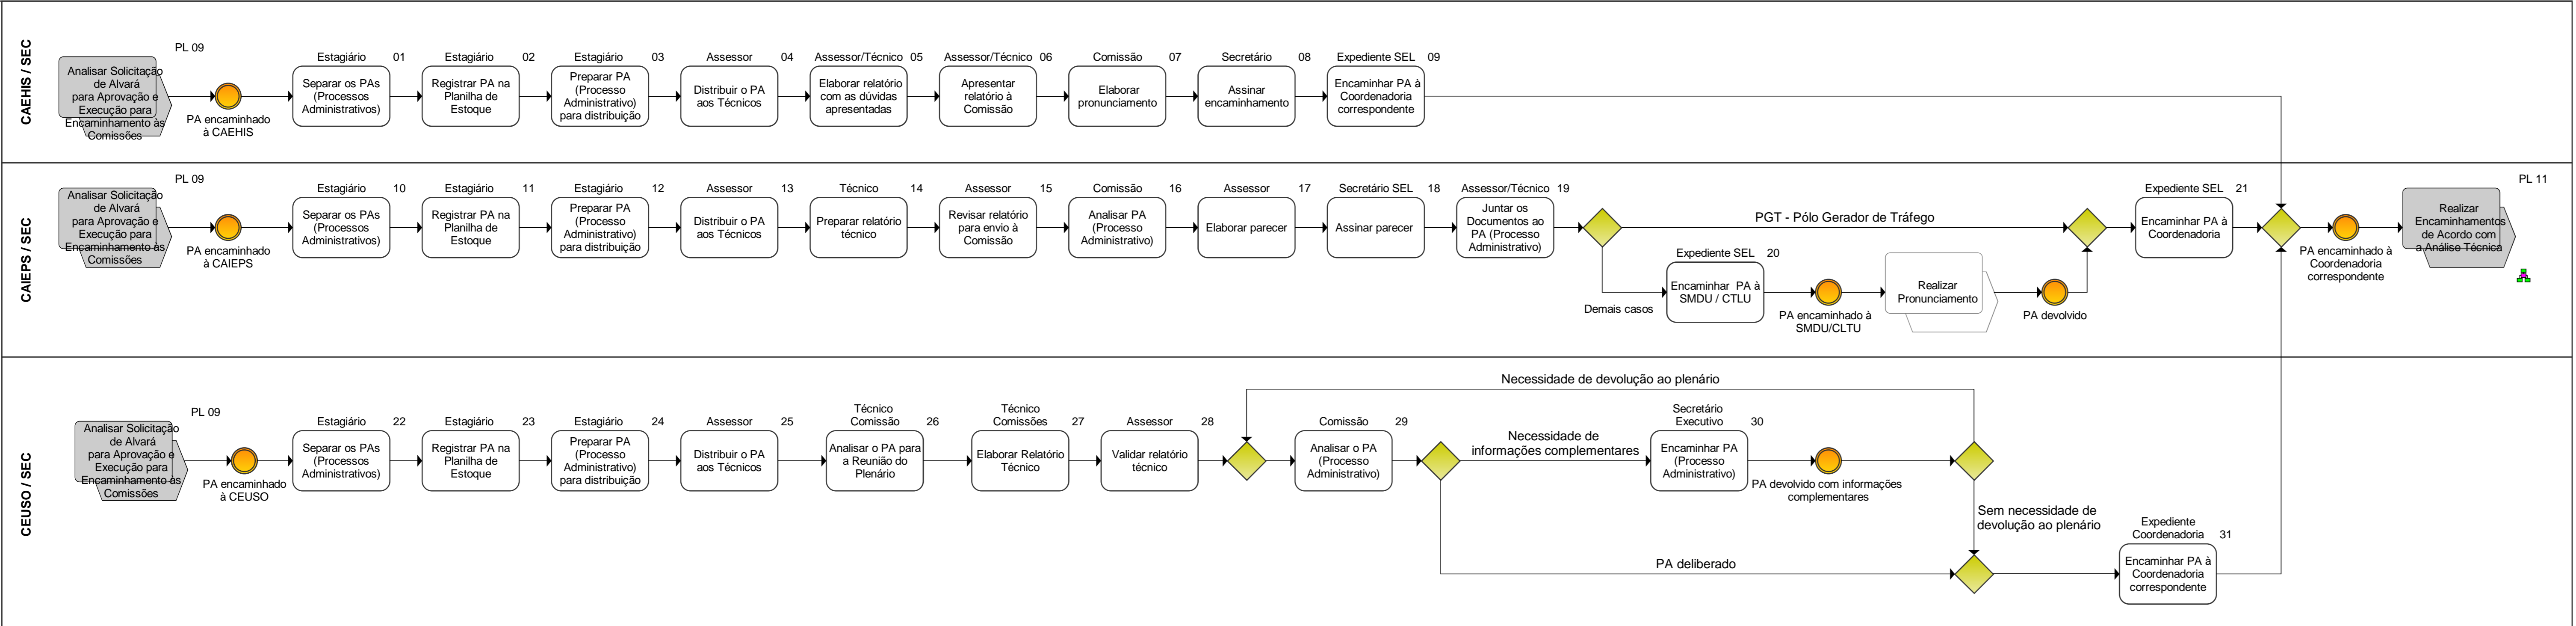 CAEHIS / SEC
PL 09
Analisar Solicitação
de Alvará
para Aprovação e
Execução para
Encaminhamento às
Comissões
PA encaminhado
à CAEHIS
Estagiário 01
Separar os PAs
(Processos
Administrativos)
Estagiário 02
Registrar PA na
Planilha de
Estoque
Estagiário 03
Preparar PA
(Processo
Administrativo)
para distribuição
Assessor 04
Distribuir o PA
aos Técnicos
Assessor/Técnico 05
Elaborar relatório
com as dúvidas
apresentadas
Assessor/Técnico 06
Apresentar
relatório à
Comissão
Comissão 07
Elaborar
pronunciamento
Secretário 08
Assinar
encaminhamento
Expediente SEL 09
Encaminhar PA à
Coordenadoria
correspondente
CAIEPS / SEC
PL 09
Analisar Solicitação
de Alvará
para Aprovação e
Execução para
Encaminhamento às
Comissões
PA encaminhado
à CAIEPS
Estagiário 10
Separar os PAs
(Processos
Administrativos)
Estagiário 11
Registrar PA na
Planilha de
Estoque
Estagiário 12
Preparar PA
(Processo
Administrativo)
para distribuição
Assessor 13
Distribuir o PA
aos Técnicos
Técnico 14
Preparar relatório
técnico
Assessor 15
Revisar relatório
para envio à
Comissão
Comissão 16
Analisar PA
(Processo
Administrativo)
Assessor 17
Elaborar parecer
Secretário SEL 18
Assinar parecer
Assessor/Técnico 19
Juntar os
Documentos ao
PA (Processo
Administrativo)
PGT - Pólo Gerador de Tráfego
Demais casos
Expediente SEL 20
Encaminhar PA à
SMDU / CTLU
PA encaminhado à
SMDU/CLTU
Realizar
Pronunciamento
PA devolvido
Expediente SEL 21
Encaminhar PA à
Coordenadoria
PA encaminhado à
Coordenadoria
correspondente
PL 11
Realizar
Encaminhamentos
de Acordo com
a Análise Técnica
CEUSO / SEC
PL 09
Analisar Solicitação
de Alvará
para Aprovação e
Execução para
Encaminhamento às
Comissões
PA encaminhado
à CEUSO
Estagiário 22
Separar os PAs
(Processos
Administrativos)
Estagiário 23
Registrar PA na
Planilha de
Estoque
Estagiário 24
Preparar PA
(Processo
Administrativo)
para distribuição
Assessor 25
Distribuir o PA
aos Técnicos
Técnico
Comissão 26
Analisar o PA para
a Reunião do
Plenário
Técnico
Comissões 27
Elaborar Relatório
Técnico
Assessor 28
Validar relatório
técnico
Necessidade de devolução ao plenário
Comissão 29
Analisar o PA
(Processo
Administrativo)
Necessidade de
informações complementares
Secretário
Executivo 30
Encaminhar PA
(Processo
Administrativo)
PA devolvido com informações
complementares
Sem necessidade de
devolução ao plenário
PA deliberado
Expediente
Coordenadoria 31
Encaminhar PA à
Coordenadoria
correspondente